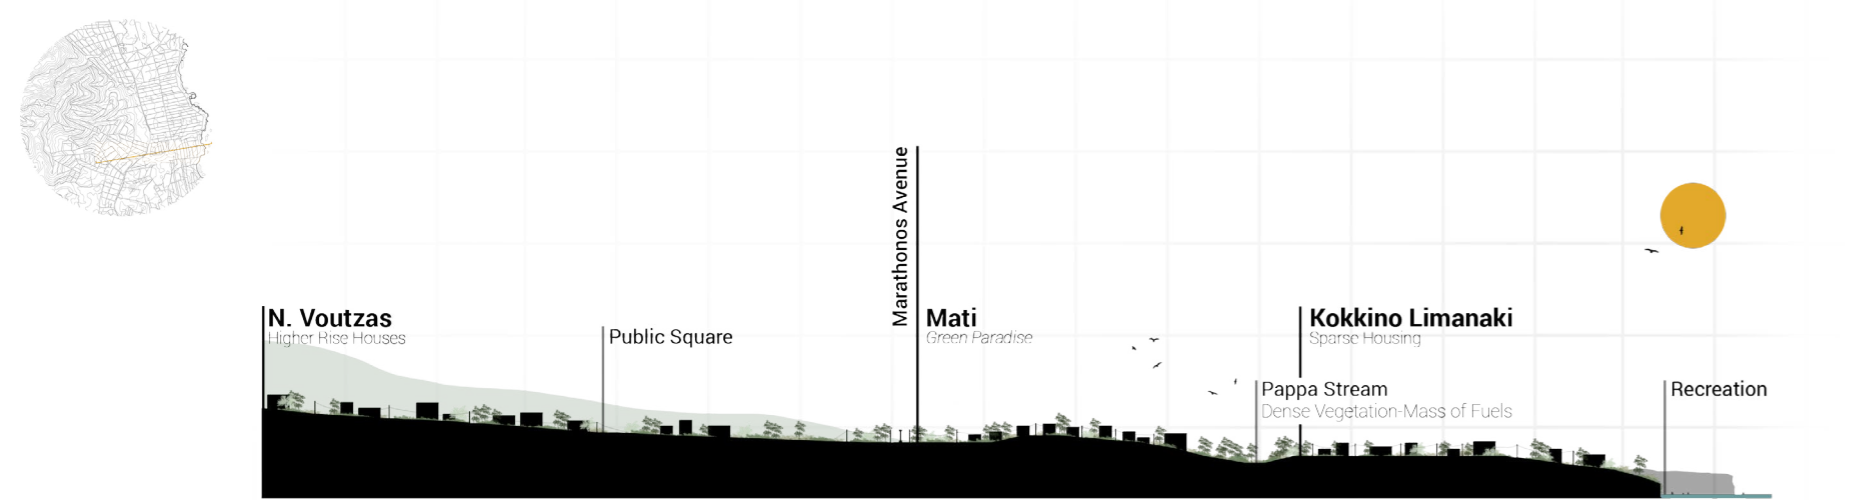 Marathonos Avenue
N. Voutzas
Higher Rise Houses
Public Square
Mati
Green Paradise
Kokkino Limanaki
Sparse Housing
Pappa Stream
Dense Vegetation-Mass of Fuels
Recreation